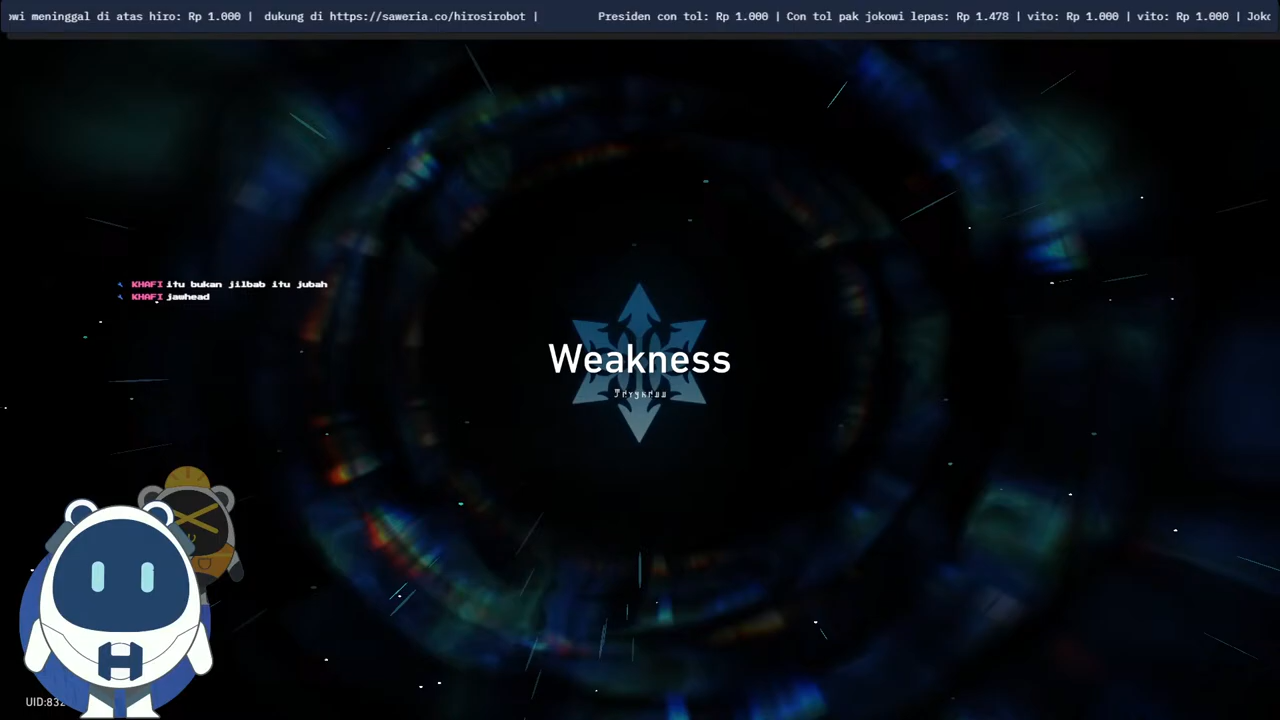 owi meninggal di atas hiro: Rp 1.000 | dukung di https://saweria.co/hirosirobot | Presiden con tol: Rp 1.000 | Con tol pak jokowi lepas: Rp 1.478 | vito: Rp 1.000 | vito: Rp 1.000 | Joko
KHAFI itu bukan jilbab itu jubah
KHAFI jawhead
Weakness
H
UID:832